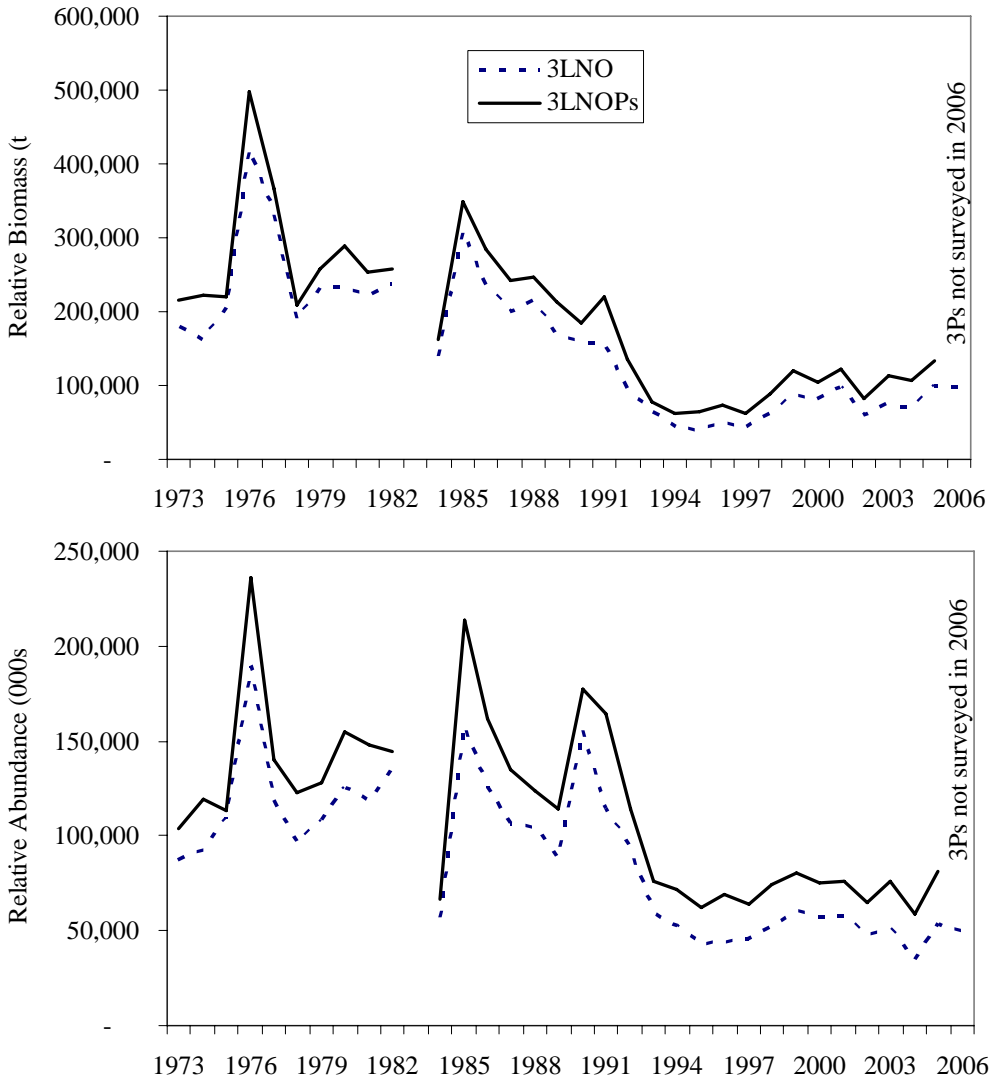 600,000
500,000
400,000
300,000
200,000
100,000
-
Relative Biomass (t
3LNO
3LNOPs
3Ps not surveyed in 2006
1973 1976 1979 1982 1985 1988 1991 1994 1997 2000 2003 2006
250,000
200,000
150,000
100,000
50,000
-
Relative Abundance (000s
3Ps not surveyed in 2006
1973 1976 1979 1982 1985 1988 1991 1994 1997 2000 2003 2006